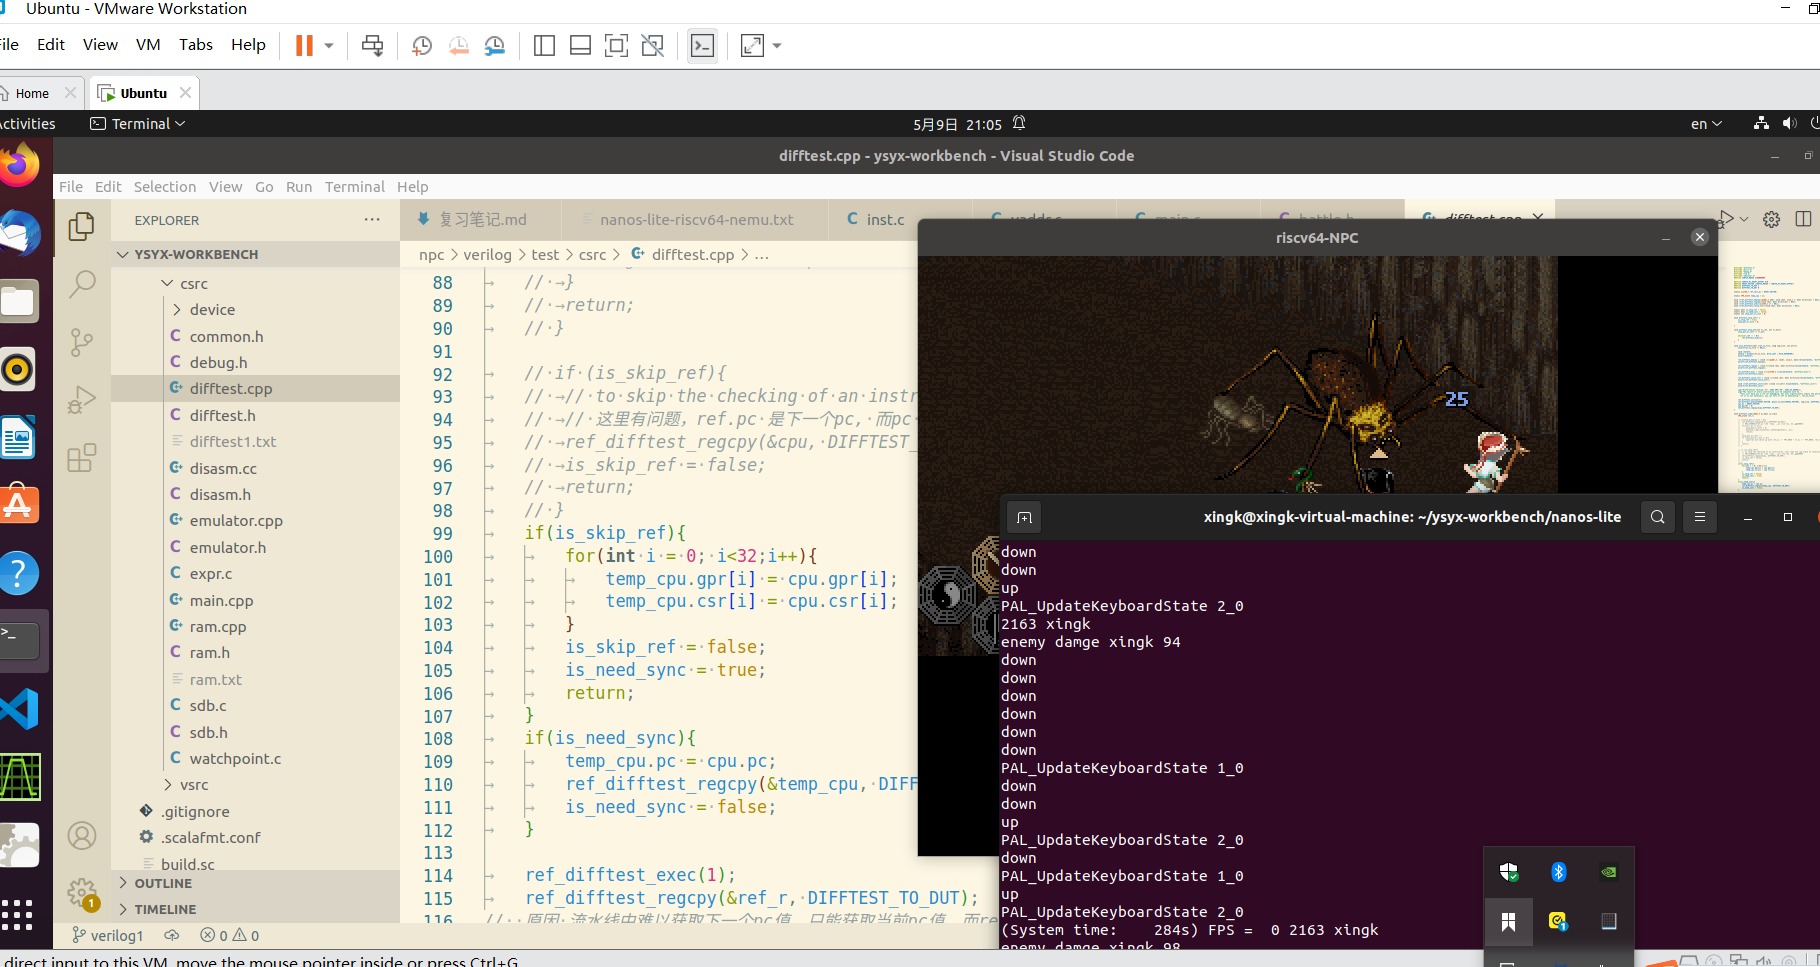 Ubuntu - VMware Workstation
File Edit View VM Tabs Help
Home
Ubuntu
Activities Terminal 5月9日 21:05 en
difftest.cpp - ysyx-workbench - Visual Studio Code
File Edit Selection View Go Run Terminal Help
EXPLORER
YSYX-WORKBENCH
csrc
device
common.h
debug.h
difftest.cpp
difftest.h
difftest1.txt
disasm.cc
disasm.h
emulator.cpp
emulator.h
expr.c
main.cpp
ram.cpp
ram.h
ram.txt
sdb.c
sdb.h
watchpoint.c
vsrc
.gitignore
.scalafmt.conf
build.sc
OUTLINE
TIMELINE
1
verilog1 0 0
复习笔记.md nanos-lite-riscv64-nemu.txt inst.c difftest.cpp
npc > verilog > test > csrc > difftest.cpp > ...
88 // }
89 // return;
90 // }
91
92 // if (is_skip_ref){
93 // // to skip the checking of an instr
94 // // 这里有问题，ref.pc 是下一个pc, 而pc
95 // ref_difftest_regcpy(&cpu, DIFFTEST_
96 // is_skip_ref = false;
97 // return;
98 // }
99 if(is_skip_ref){
100 for(int i = 0; i<32;i++){
101 temp_cpu.gpr[i] = cpu.gpr[i];
102 temp_cpu.csr[i] = cpu.csr[i];
103 }
104 is_skip_ref = false;
105 is_need_sync = true;
106 return;
107 }
108 if(is_need_sync){
109 temp_cpu.pc = cpu.pc;
110 ref_difftest_regcpy(&temp_cpu, DIFF
111 is_need_sync = false;
112 }
113
114 ref_difftest_exec(1);
115 ref_difftest_regcpy(&ref_r, DIFFTEST_TO_DUT);
116 // 原因 流水线中难以获取下一个pc值 只能获取当前pc值 而re
riscv64-NPC
25
xingk@xingk-virtual-machine: ~/ysyx-workbench/nanos-lite
down
down
up
PAL_UpdateKeyboardState 2_0
2163 xingk
enemy damge xingk 94
down
down
down
down
down
down
PAL_UpdateKeyboardState 1_0
down
down
up
PAL_UpdateKeyboardState 2_0
down
PAL_UpdateKeyboardState 1_0
up
PAL_UpdateKeyboardState 2_0
(System time: 284s) FPS = 0 2163 xingk
enemy damge xingk 98
direct input to this VM, move the mouse pointer inside or press Ctrl+G.